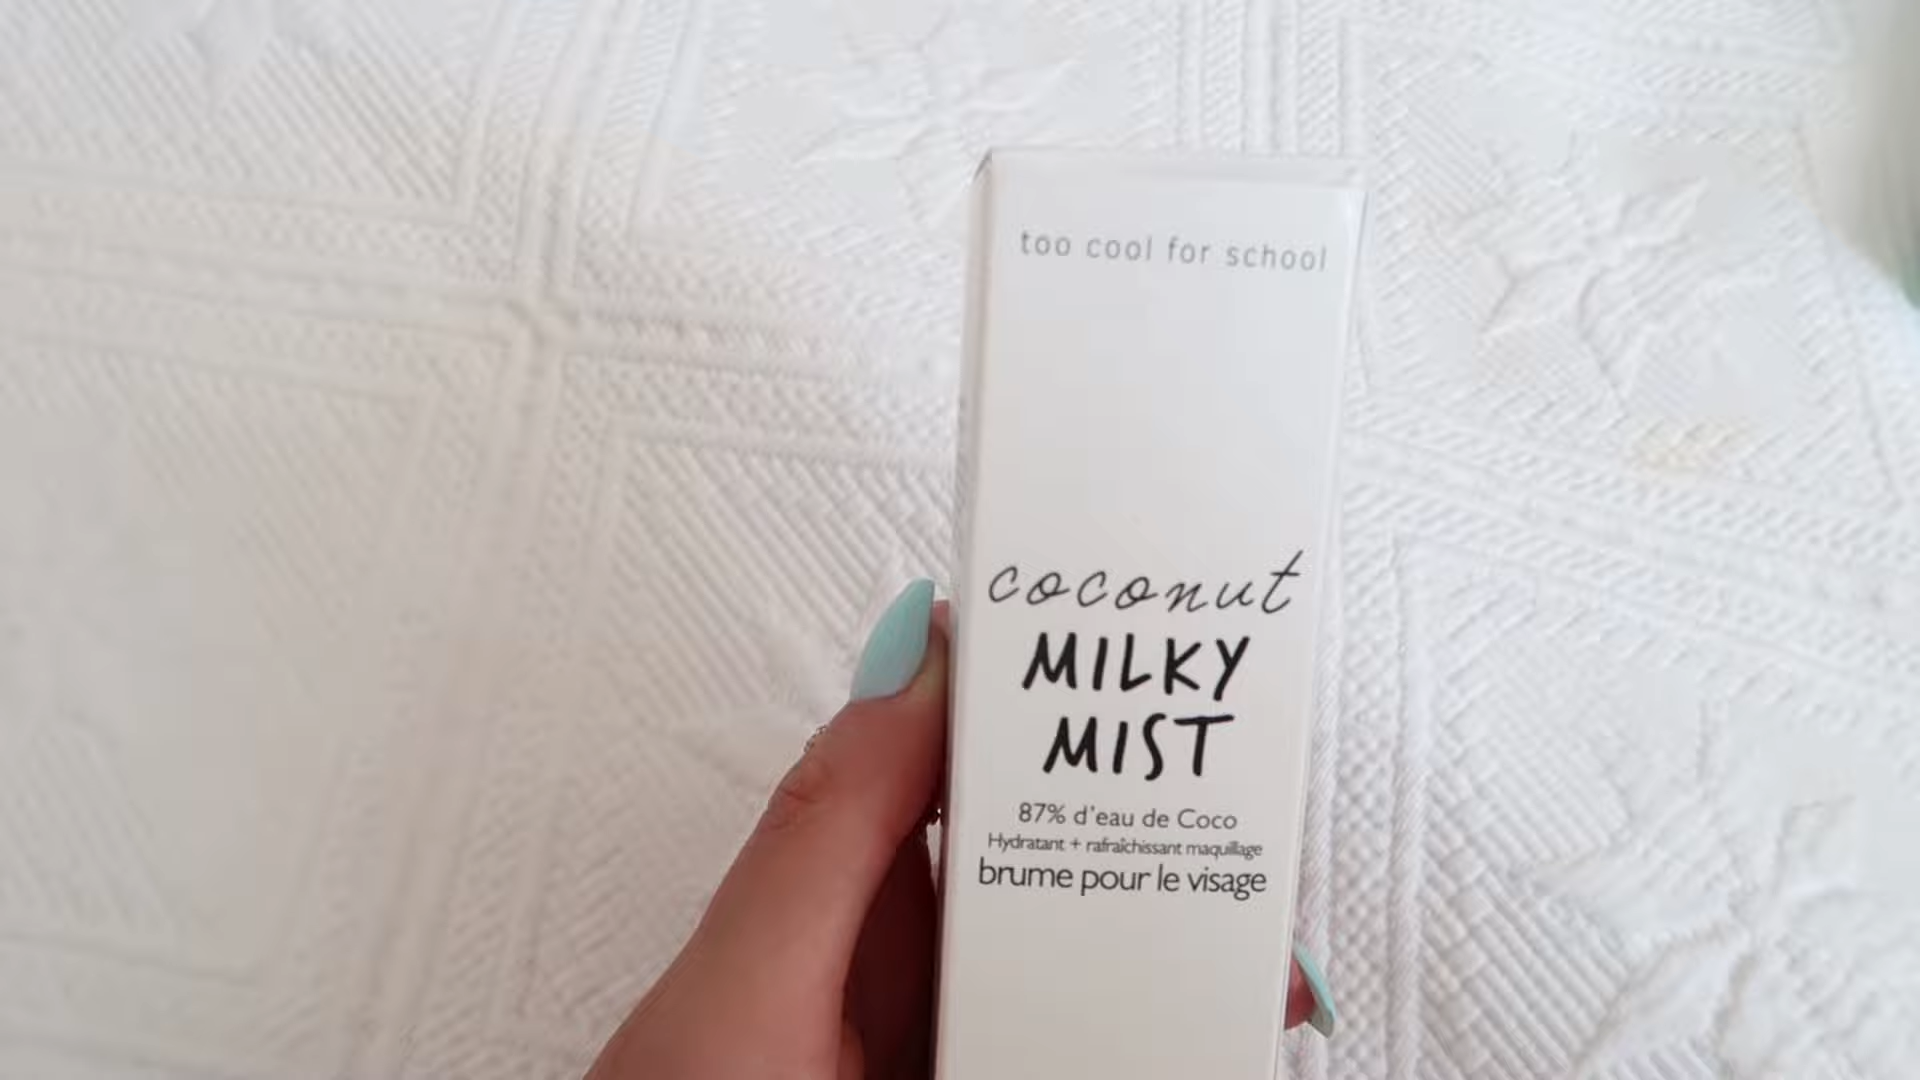 too cool for school
coconut
MILKY
MIST
87% d'eau de Coco
Hydratant + rafraîchissant maquillage
brume pour le visage